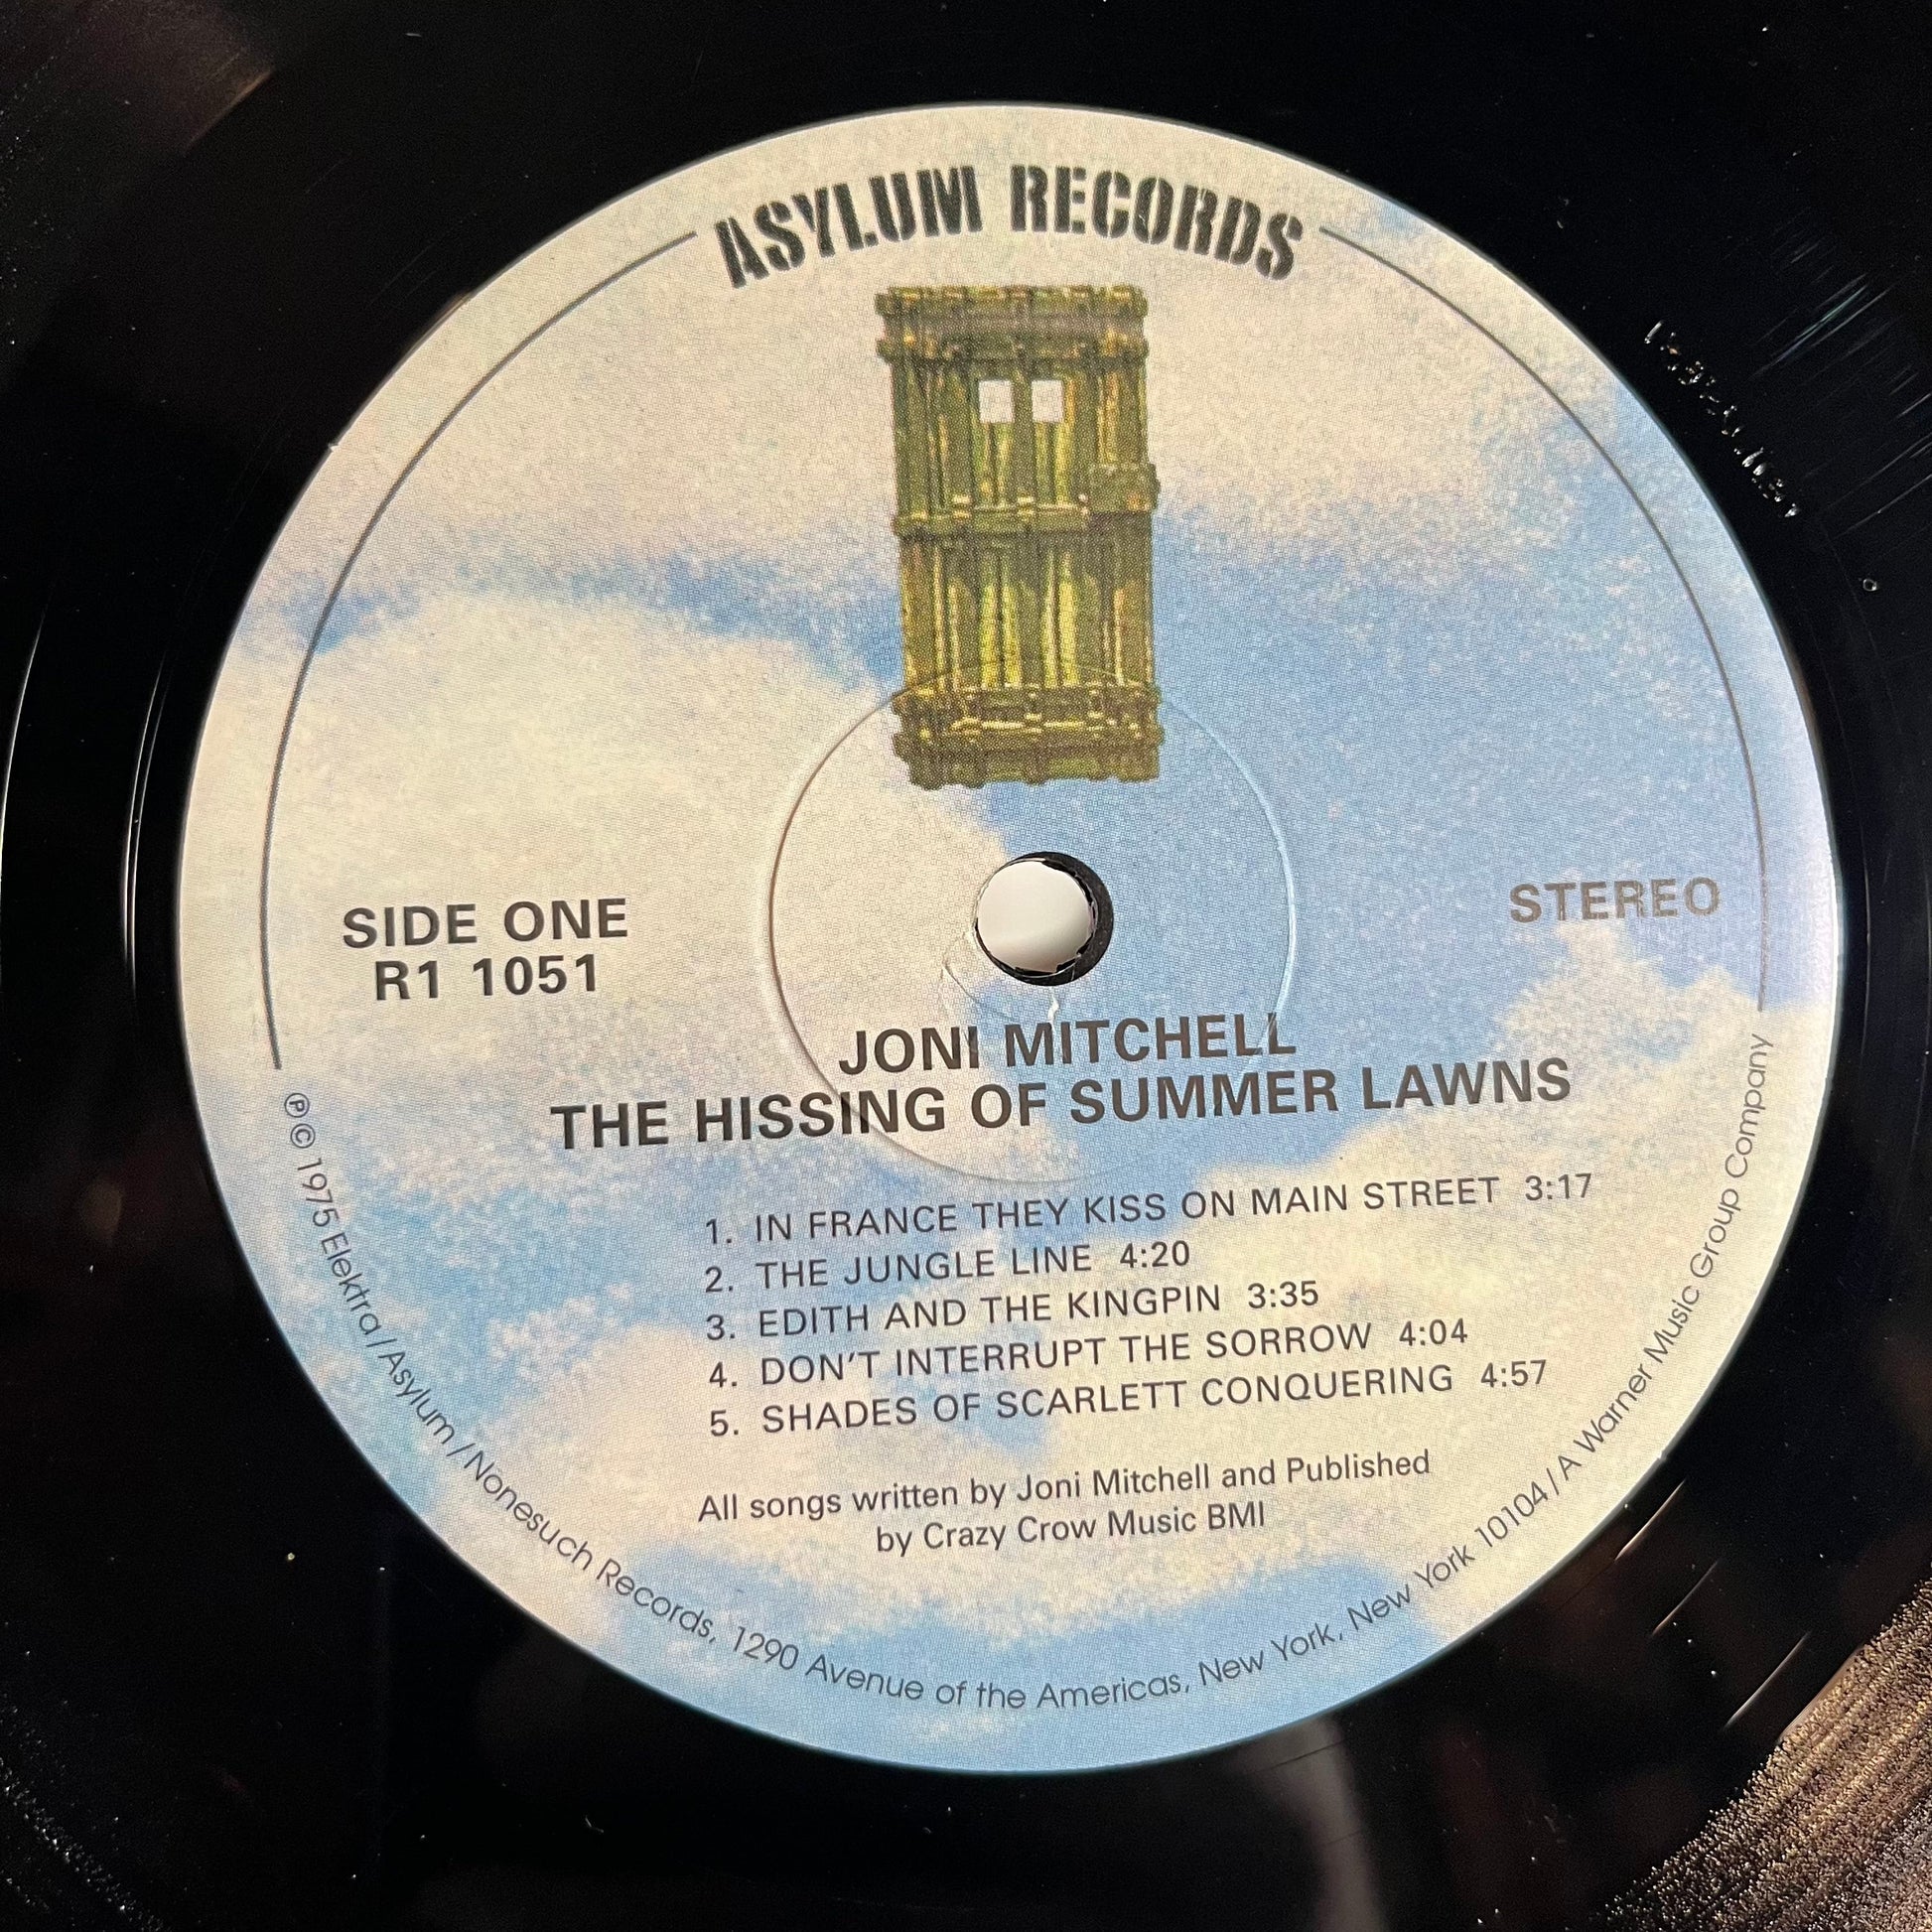 ASYLUM RECORDS
SIDE ONE
R1 1051
STEREO
JONI MITCHELL
THE HISSING OF SUMMER LAWNS
1. IN FRANCE THEY KISS ON MAIN STREET 3:17
2. THE JUNGLE LINE 4:20
3. EDITH AND THE KINGPIN 3:35
4. DON'T INTERRUPT THE SORROW 4:04
5. SHADES OF SCARLETT CONQUERING 4:57
All songs written by Joni Mitchell and Published
by Crazy Crow Music BMI
℗© 1975 Elektra/Asylum/Nonesuch Records, 1290 Avenue of the Americas, New York, New York 10104/A Warner Music Group Company